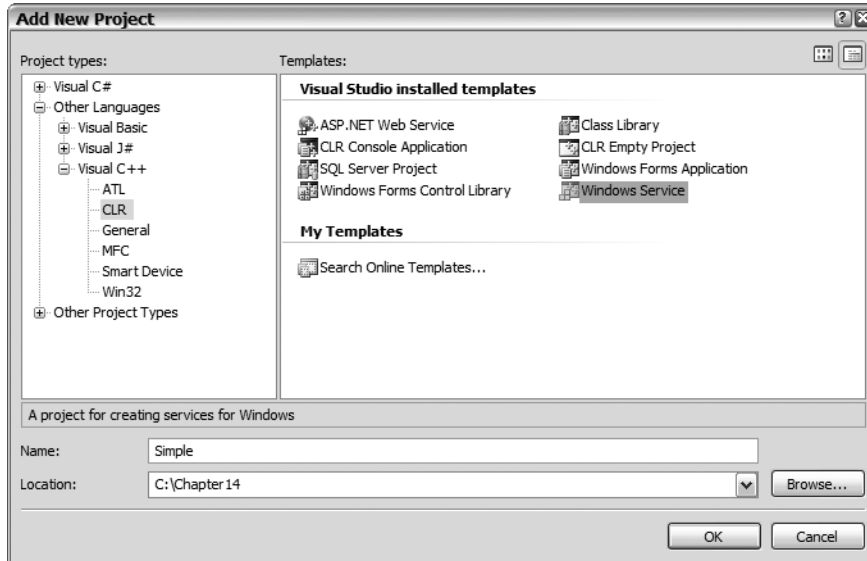 Add New Project
Project types:
Visual C#
Other Languages
Visual Basic
Visual J#
Visual C++
ATL
CLR
General
MFC
Smart Device
Win32
Other Project Types
Templates:
Visual Studio installed templates
ASP.NET Web Service
Class Library
CLR Console Application
CLR Empty Project
SQL Server Project
Windows Forms Application
Windows Forms Control Library
Windows Service
My Templates
Search Online Templates...
A project for creating services for Windows
Name:
Simple
Location:
C:\Chapter14
Browse...
OK
Cancel